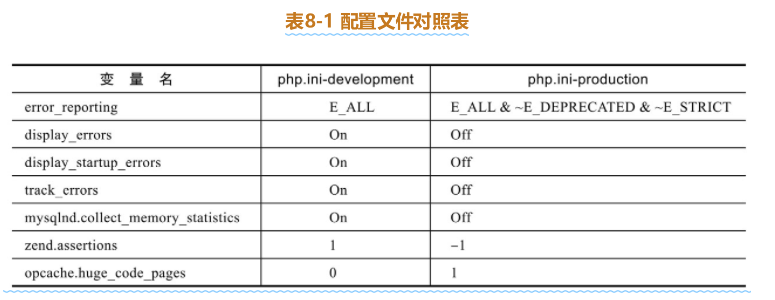 表8-1 配置文件对照表
变 量 名 php.ini-development php.ini-production
error_reporting E_ALL E_ALL & ~E_DEPRECATED & ~E_STRICT
display_errors On Off
display_startup_errors On Off
track_errors On Off
mysqlnd.collect_memory_statistics On Off
zend.assertions 1 −1
opcache.huge_code_pages 0 1